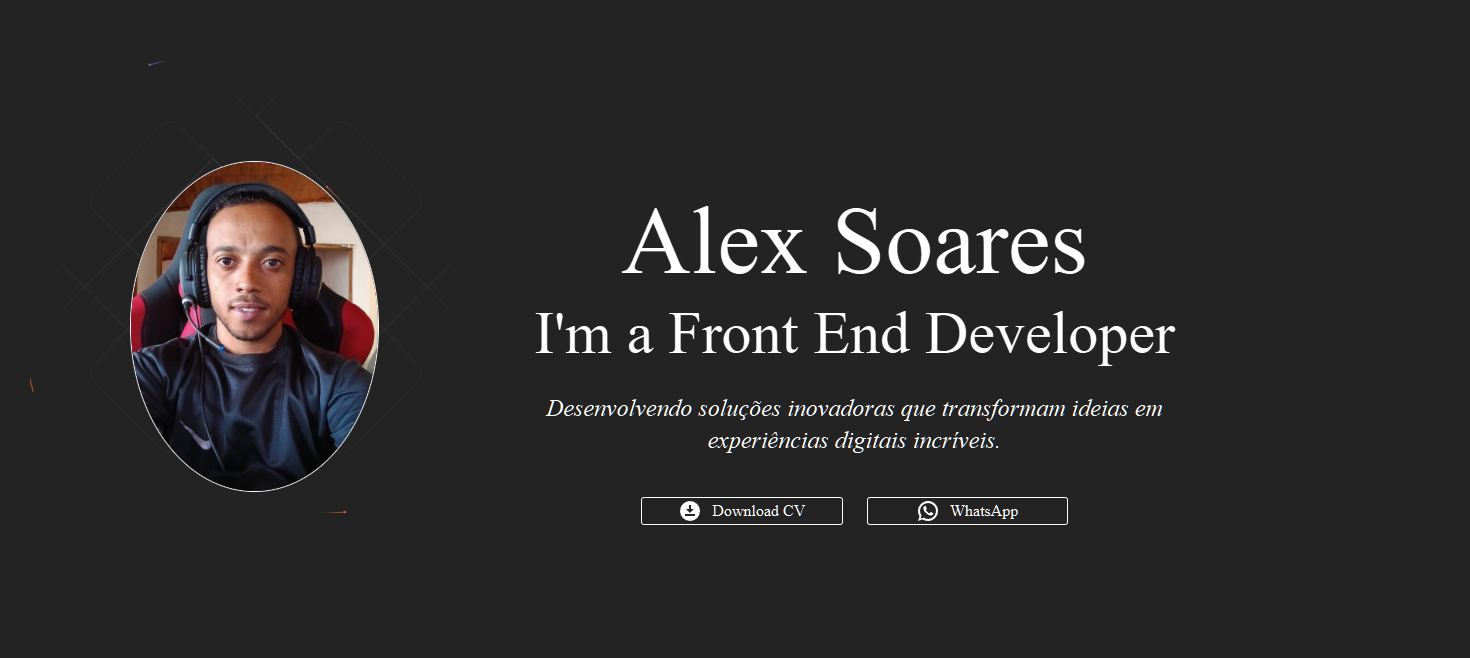 Alex Soares
I'm a Front End Developer
Desenvolvendo soluções inovadoras que transformam ideias em
experiências digitais incríveis.
Download CV
WhatsApp